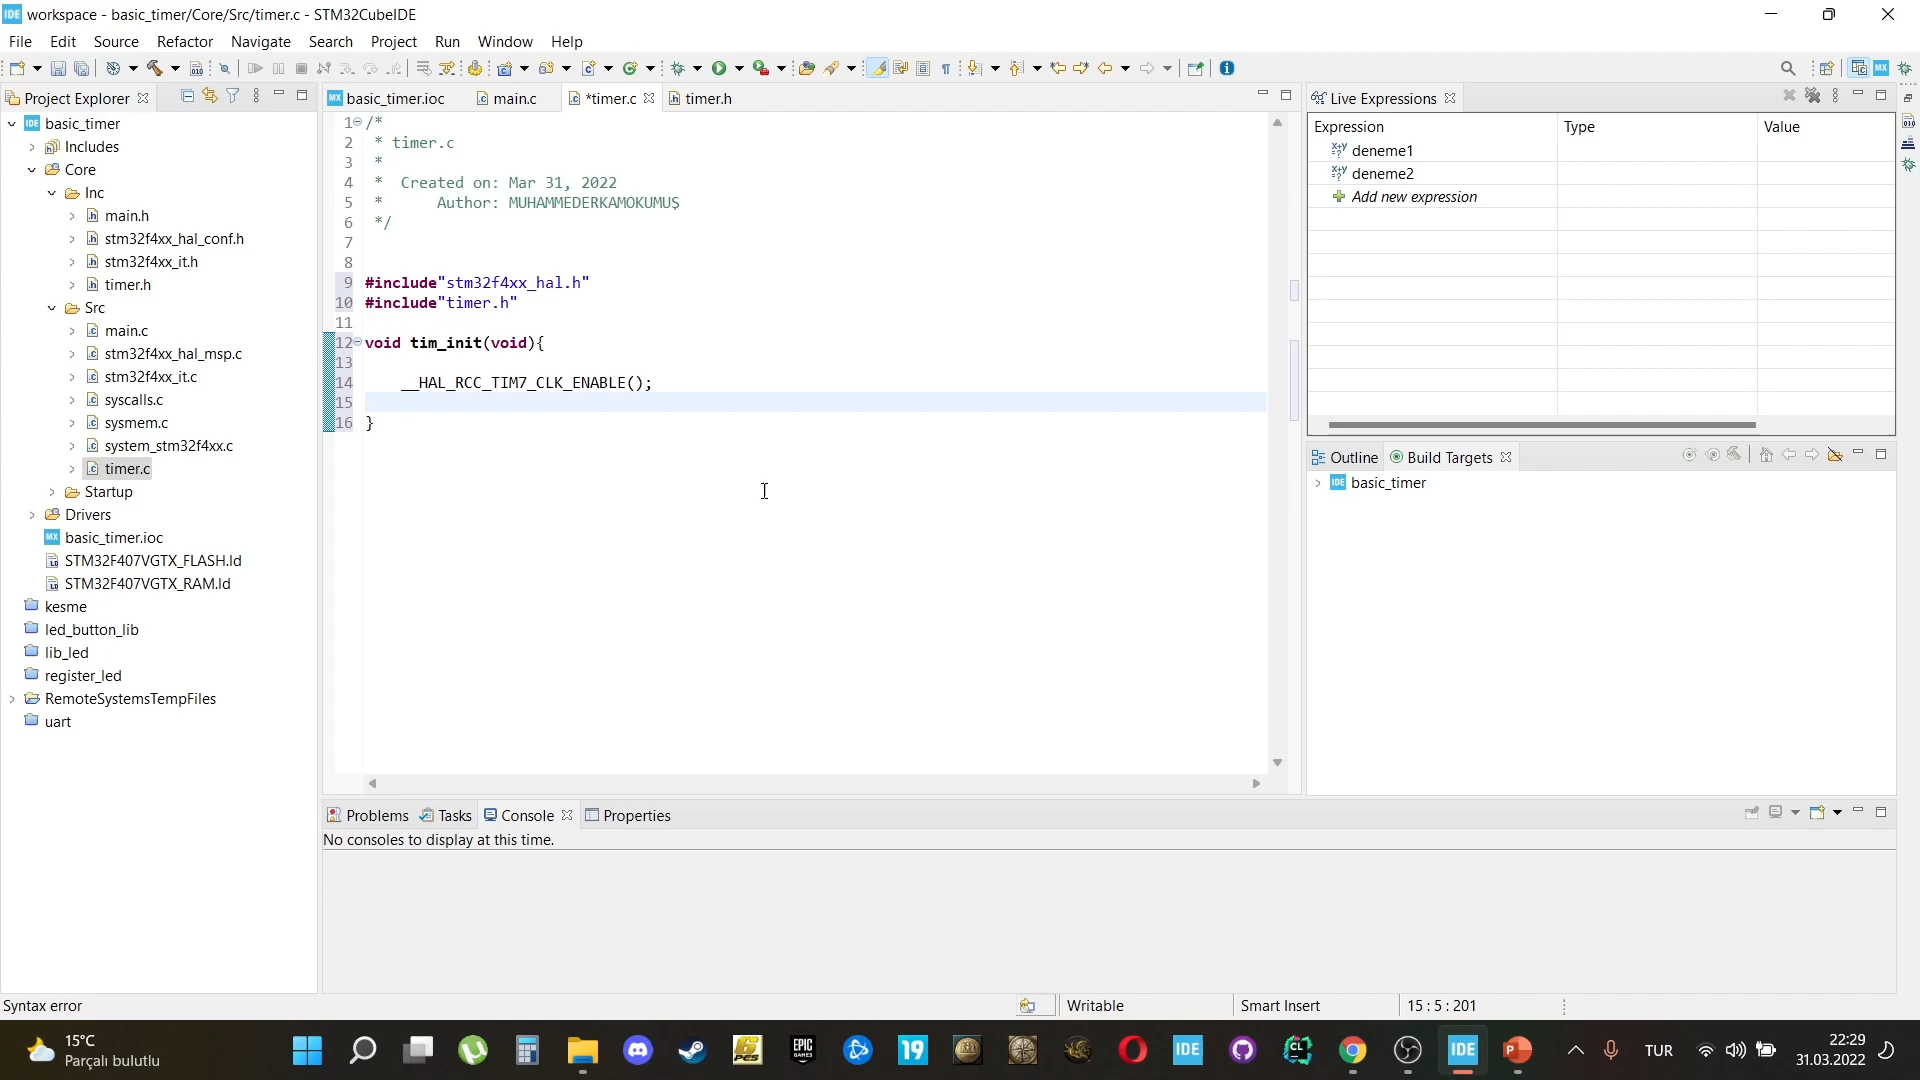 workspace - basic_timer/Core/Src/timer.c - STM32CubeIDE
File Edit Source Refactor Navigate Search Project Run Window Help
Project Explorer
basic_timer.ioc main.c *timer.c timer.h
Live Expressions
basic_timer
Includes
Core
Inc
main.h
stm32f4xx_hal_conf.h
stm32f4xx_it.h
timer.h
Src
main.c
stm32f4xx_hal_msp.c
stm32f4xx_it.c
syscalls.c
sysmem.c
system_stm32f4xx.c
timer.c
Startup
Drivers
basic_timer.ioc
STM32F407VGTX_FLASH.ld
STM32F407VGTX_RAM.ld
kesme
led_button_lib
lib_led
register_led
RemoteSystemsTempFiles
uart
1 /*
2 * timer.c
3 *
4 * Created on: Mar 31, 2022
5 * Author: MUHAMMEDERKAMOKUMUŞ
6 */
7
8
9 #include"stm32f4xx_hal.h"
10 #include"timer.h"
11
12 void tim_init(void){
13
14 __HAL_RCC_TIM7_CLK_ENABLE();
15
16 }
Expression Type Value
deneme1
deneme2
Add new expression
Outline Build Targets
basic_timer
Problems Tasks Console Properties
No consoles to display at this time.
Syntax error Writable Smart Insert 15 : 5 : 201
15°C
Parçalı bulutlu
19
IDE
EPIC GAMES
CL
IDE
P
TUR
22:29
31.03.2022